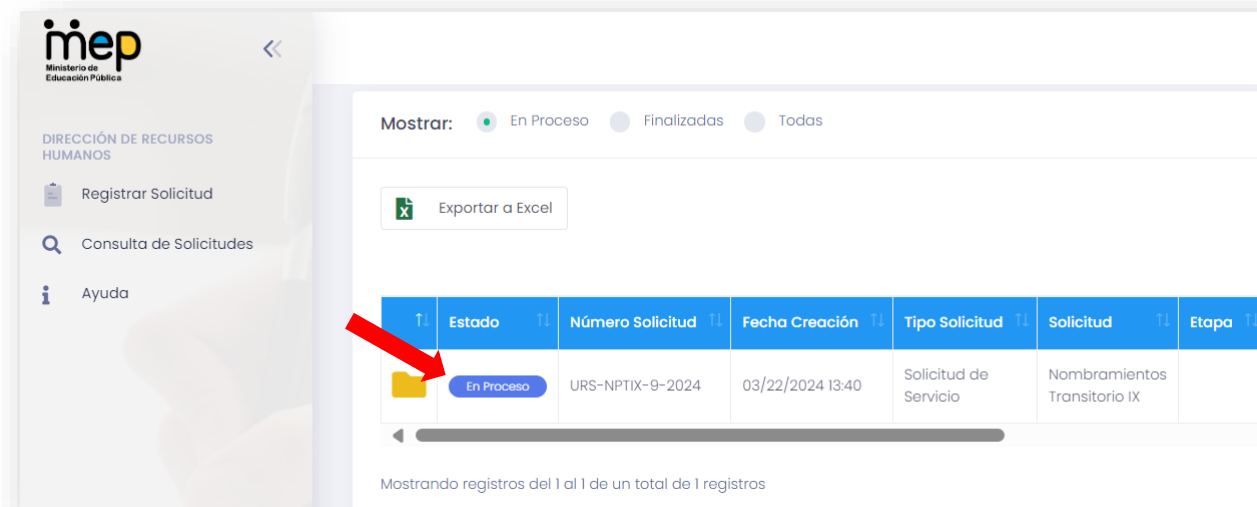 mep
Ministerio de
Educación Pública
DIRECCIÓN DE RECURSOS
HUMANOS
Registrar Solicitud
Consulta de Solicitudes
Ayuda
Mostrar: En Proceso Finalizadas Todas
Exportar a Excel
Estado Número Solicitud Fecha Creación Tipo Solicitud Solicitud Etapa
En Proceso URS-NPTIX-9-2024 03/22/2024 13:40 Solicitud de Servicio Nombramientos Transitorio IX
Mostrando registros del 1 al 1 de un total de 1 registros